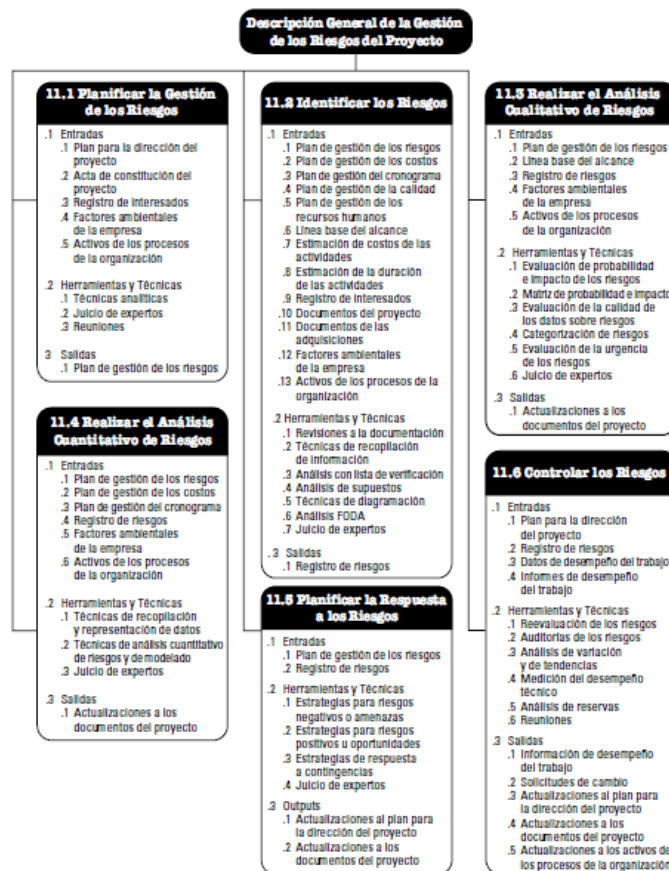 Descripción General de la Gestión
de los Riesgos del Proyecto
11.1 Planificar la Gestión
de los Riesgos
.1 Entradas
.1 Plan para la dirección del
proyecto
.2 Acta de constitución del
proyecto
.3 Registro de interesados
.4 Factores ambientales
de la empresa
.5 Activos de los procesos
de la organización
.2 Herramientas y Técnicas
.1 Técnicas analíticas
.2 Juicio de expertos
.3 Reuniones
3 Salidas
.1 Plan de gestión de los riesgos
11.2 Identificar los Riesgos
.1 Entradas
.1 Plan de gestión de los riesgos
.2 Plan de gestión de los costos
.3 Plan de gestión del cronograma
.4 Plan de gestión de la calidad
.5 Plan de gestión de los
recursos humanos
.6 Línea base del alcance
.7 Estimación de costos de las
actividades
.8 Estimación de la duración
de las actividades
.9 Registro de interesados
.10 Documentos del proyecto
.11 Documentos de las
adquisiciones
.12 Factores ambientales
de la empresa
.13 Activos de los procesos de la
organización
.2 Herramientas y Técnicas
.1 Revisiones a la documentación
.2 Técnicas de recopilación
de información
.3 Análisis con lista de verificación
.4 Análisis de supuestos
.5 Técnicas de diagramación
.6 Análisis FODA
.7 Juicio de expertos
.3 Salidas
.1 Registro de riesgos
11.3 Realizar el Análisis
Cualitativo de Riesgos
.1 Entradas
.1 Plan de gestión de los riesgos
.2 Línea base del alcance
.3 Registro de riesgos
.4 Factores ambientales
de la empresa
.5 Activos de los procesos
de la organización
.2 Herramientas y Técnicas
.1 Evaluación de probabilidad
e impacto de los riesgos
.2 Matriz de probabilidad e impacto
.3 Evaluación de la calidad de
los datos sobre riesgos
.4 Categorización de riesgos
.5 Evaluación de la urgencia
de los riesgos
.6 Juicio de expertos
.3 Salidas
.1 Actualizaciones a los
documentos del proyecto
11.4 Realizar el Análisis
Cuantitativo de Riesgos
.1 Entradas
.1 Plan de gestión de los riesgos
.2 Plan de gestión de los costos
.3 Plan de gestión del cronograma
.4 Registro de riesgos
.5 Factores ambientales
de la empresa
.6 Activos de los procesos
de la organización
.2 Herramientas y Técnicas
.1 Técnicas de recopilación
y representación de datos
.2 Técnicas de análisis cuantitativo
de riesgos y de modelado
.3 Juicio de expertos
.3 Salidas
.1 Actualizaciones a los
documentos del proyecto
11.5 Planificar la Respuesta
a los Riesgos
.1 Entradas
.1 Plan de gestión de los riesgos
.2 Registro de riesgos
.2 Herramientas y Técnicas
.1 Estrategias para riesgos
negativos o amenazas
.2 Estrategias para riesgos
positivos u oportunidades
.3 Estrategias de respuesta
a contingencias
.4 Juicio de expertos
.3 Outputs
.1 Actualizaciones al plan para
la dirección del proyecto
.2 Actualizaciones a los
documentos del proyecto
11.6 Controlar los Riesgos
.1 Entradas
.1 Plan para la dirección
del proyecto
.2 Registro de riesgos
.3 Datos de desempeño del trabajo
.4 Informes de desempeño
del trabajo
.2 Herramientas y Técnicas
.1 Reevaluación de los riesgos
.2 Auditorías de los riesgos
.3 Análisis de variación
y de tendencias
.4 Medición del desempeño
técnico
.5 Análisis de reservas
.6 Reuniones
.3 Salidas
.1 Información de desempeño
del trabajo
.2 Solicitudes de cambio
.3 Actualizaciones al plan para
la dirección del proyecto
.4 Actualizaciones a los
documentos del proyecto
.5 Actualizaciones a los activos de
los procesos de la organización